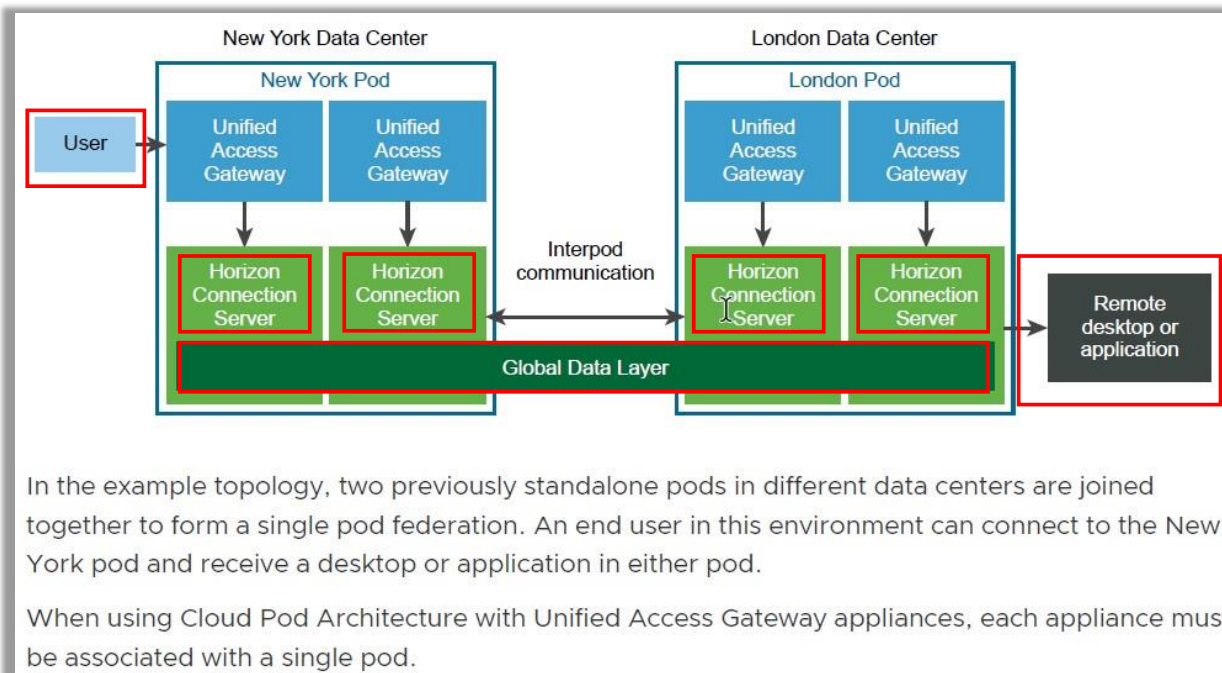 New York Data Center
London Data Center
New York Pod
London Pod
User
Unified
Access
Gateway
Unified
Access
Gateway
Unified
Access
Gateway
Unified
Access
Gateway
Interpod
communication
Horizon
Connection
Server
Horizon
Connection
Server
Horizon
Connection
Server
Horizon
Connection
Server
Remote
desktop or
application
Global Data Layer
In the example topology, two previously standalone pods in different data centers are joined
together to form a single pod federation. An end user in this environment can connect to the New
York pod and receive a desktop or application in either pod.
When using Cloud Pod Architecture with Unified Access Gateway appliances, each appliance mus
be associated with a single pod.